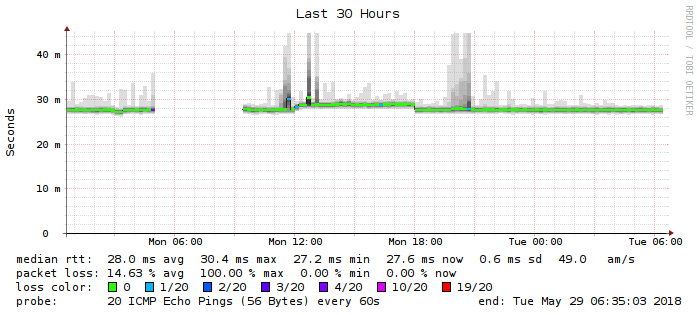 Last 30 Hours
RRDTOOL / TOBI OETIKER
Seconds
40 m
30 m
20 m
10 m
0
Mon 06:00 Mon 12:00 Mon 18:00 Tue 00:00 Tue 06:00
median rtt: 28.0 ms avg 30.4 ms max 27.2 ms min 27.6 ms now 0.6 ms sd 49.0 am/s
packet loss: 14.63 % avg 100.00 % max 0.00 % min 0.00 % now
loss color: 0 1/20 2/20 3/20 4/20 10/20 19/20
probe: 20 ICMP Echo Pings (56 Bytes) every 60s end: Tue May 29 06:35:03 2018